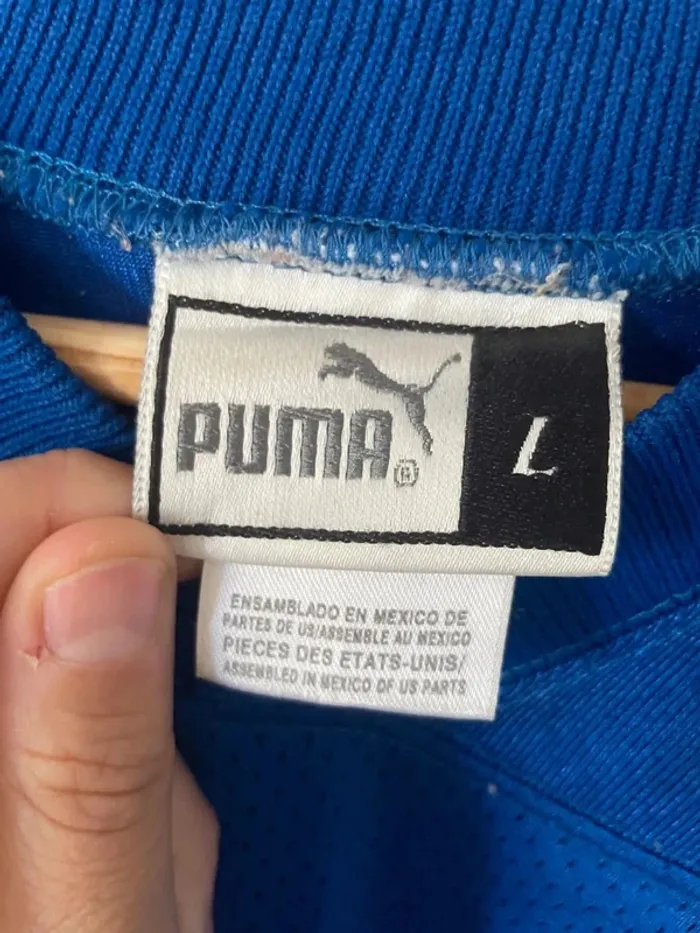 PUMA®
L
ENSAMBLADO EN MEXICO DE
PARTES DE US/ASSEMBLE AU MEXICO
PIECES DES ETATS-UNIS/
ASSEMBLED IN MEXICO OF US PARTS